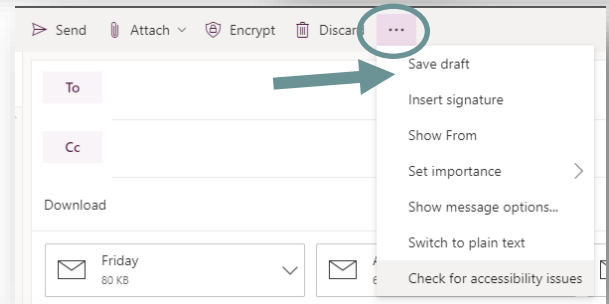 Send Attach Encrypt Discard ...
Save draft
To
Insert signature
Show From
Cc
Set importance
Download
Show message options...
Switch to plain text
Friday
80 KB
Check for accessibility issues